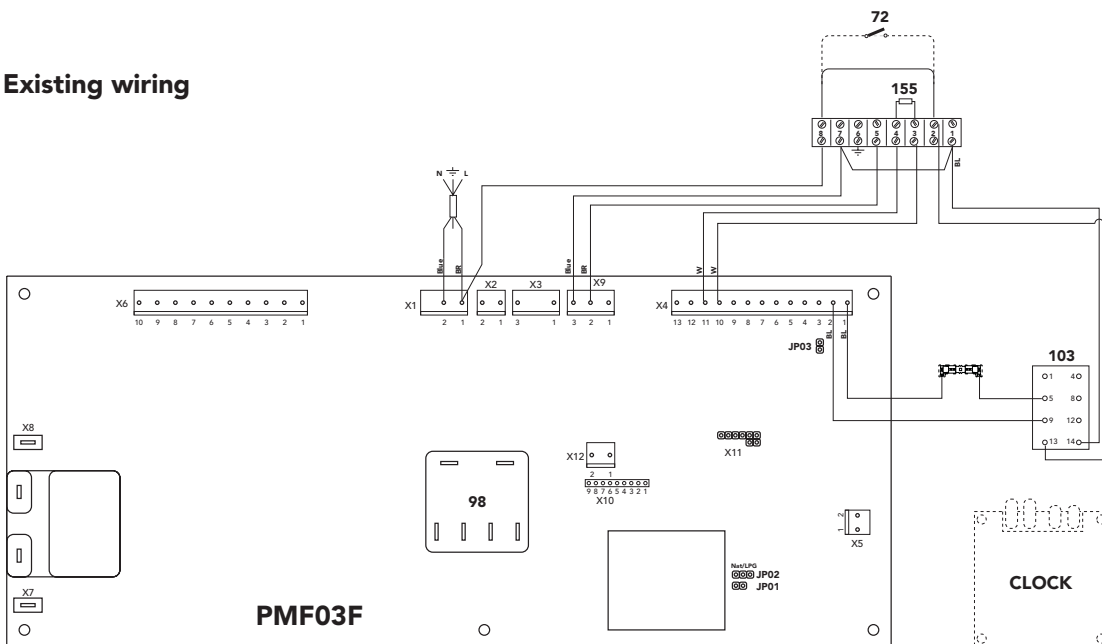 72
Existing wiring
155
8 7 6 5 4 3 2 1
BL
N L
Blue
BR
Blue
BR
W
W
X6
X1
X2
X3
X9
X4
10 9 8 7 6 5 4 3 2 1
2 1
2 1
3 1
3 2 1
13 12 11 10 9 8 7 6 5 4 3 2 1
BL
BL
JP03
103
1 4
5 8
9 12
13 14
X8
X12
2 1
X11
9 8 7 6 5 4 3 2 1
X10
98
2
1
X5
Nat/LPG
JP02
JP01
CLOCK
X7
PMF03F